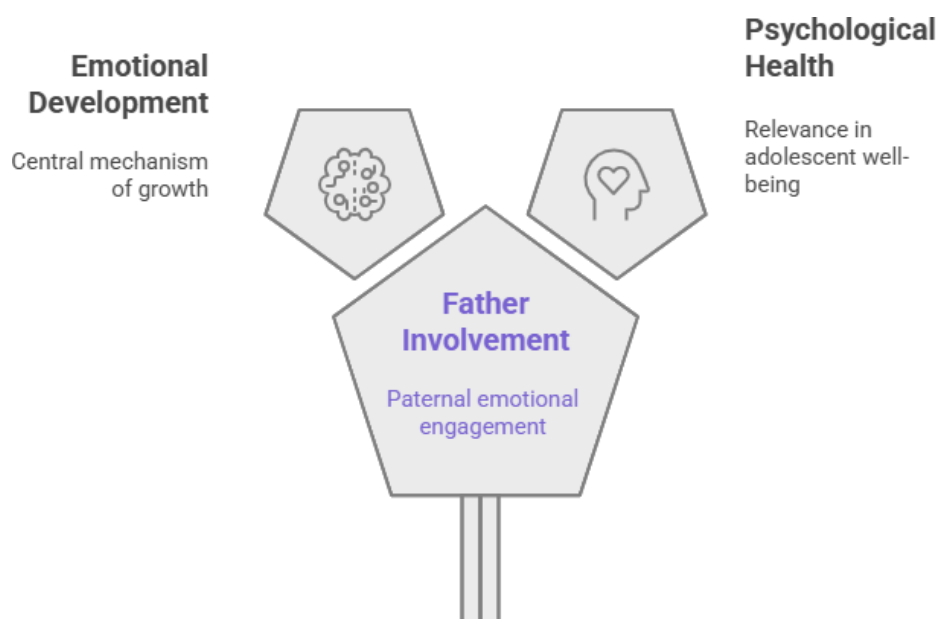 Emotional
Development
Central mechanism
of growth
Psychological
Health
Relevance in
adolescent well-
being
Father
Involvement
Paternal emotional
engagement